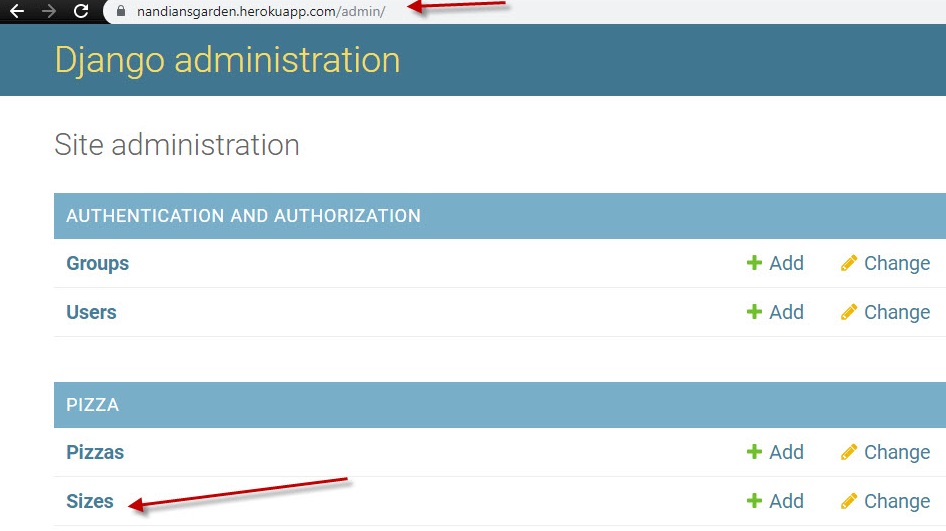 nandiansgarden.herokuapp.com/admin/
Django administration
Site administration
AUTHENTICATION AND AUTHORIZATION
Groups Add Change
Users Add Change
PIZZA
Pizzas Add Change
Sizes Add Change